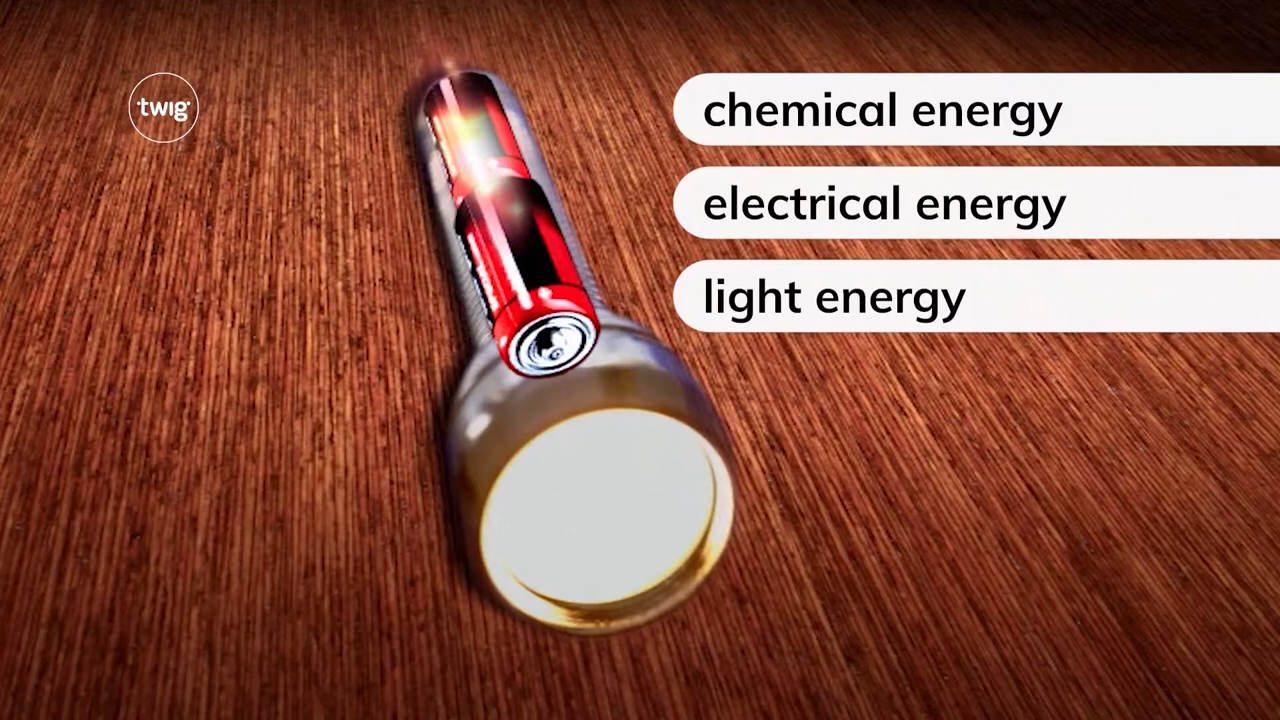 twig
chemical energy
electrical energy
light energy